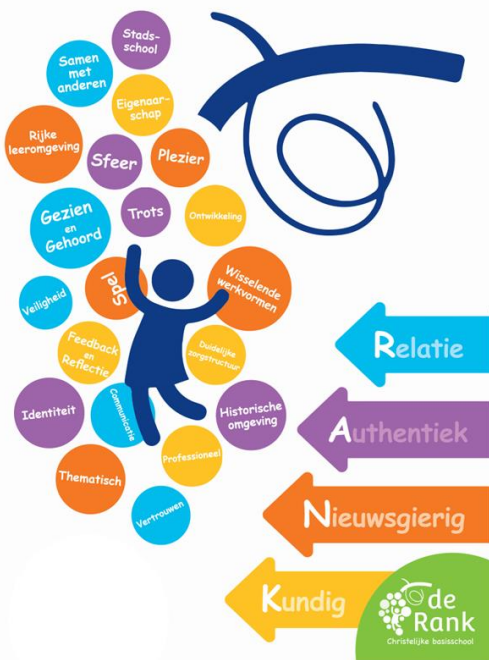 Stads-
school
Samen
met
anderen
Eigenaar-
schap
Rijke
leeromgeving
Sfeer
Plezier
Gezien
en
Gehoord
Trots
Ontwikkeling
Spel
Wisselende
werkvormen
Veiligheid
Feedback
en
Reflectie
Duidelijke
zorgstructuur
Identiteit
Communicatie
Historische
omgeving
Professioneel
Thematisch
Vertrouwen
Relatie
Authentiek
Nieuwsgierig
Kundig
de
Rank
Christelijke basisschool